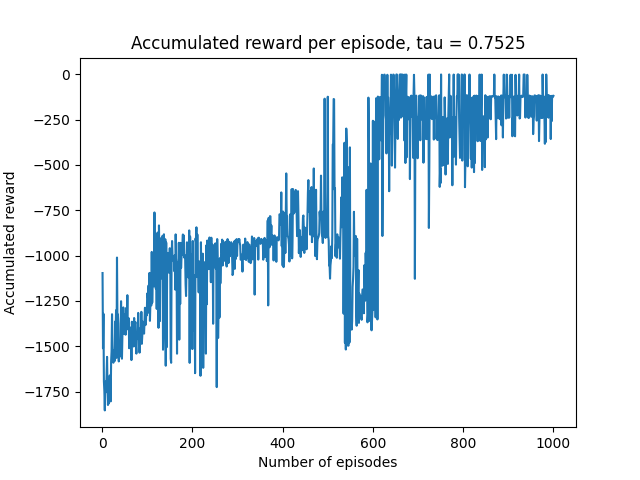 Accumulated reward per episode, tau = 0.7525
0
−250
−500
−750
−1000
−1250
−1500
−1750
Accumulated reward
0 200 400 600 800 1000
Number of episodes